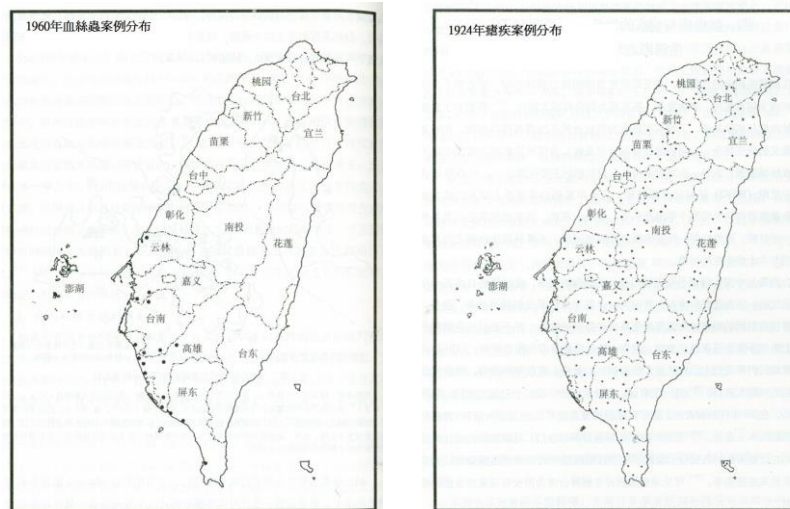 1960年血絲蟲案例分布
桃园
台北
新竹
宜兰
苗栗
台中
彰化
南投
花莲
云林
澎湖
嘉义
台南
高雄
台东
屏东
1924年瘧疾案例分布
桃园
台北
新竹
宜兰
苗栗
台中
彰化
南投
花莲
云林
澎湖
嘉义
台南
高雄
台东
屏东